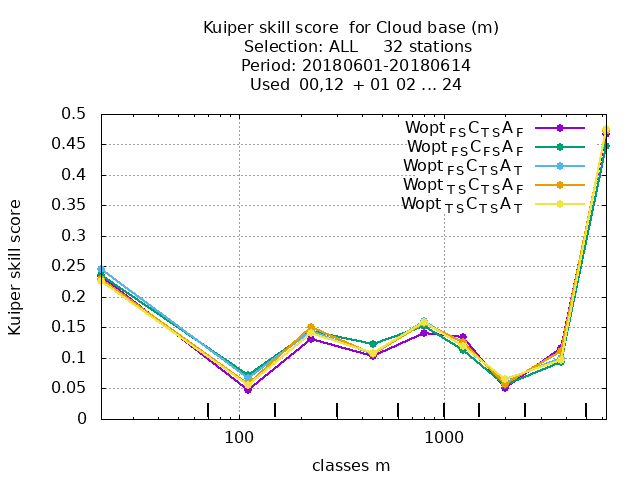 Kuiper skill score  for Cloud base (m)
Selection: ALL     32 stations
Period: 20180601-20180614
Used  00,12  + 01 02 ... 24
0.5
0.45
0.4
0.35
0.3
0.25
0.2
0.15
0.1
0.05
0
Kuiper skill score
Wopt FS C TS A F
Wopt FS C FS A F
Wopt FS C TS A T
Wopt TS C TS A F
Wopt TS C TS A T
100
1000
classes m